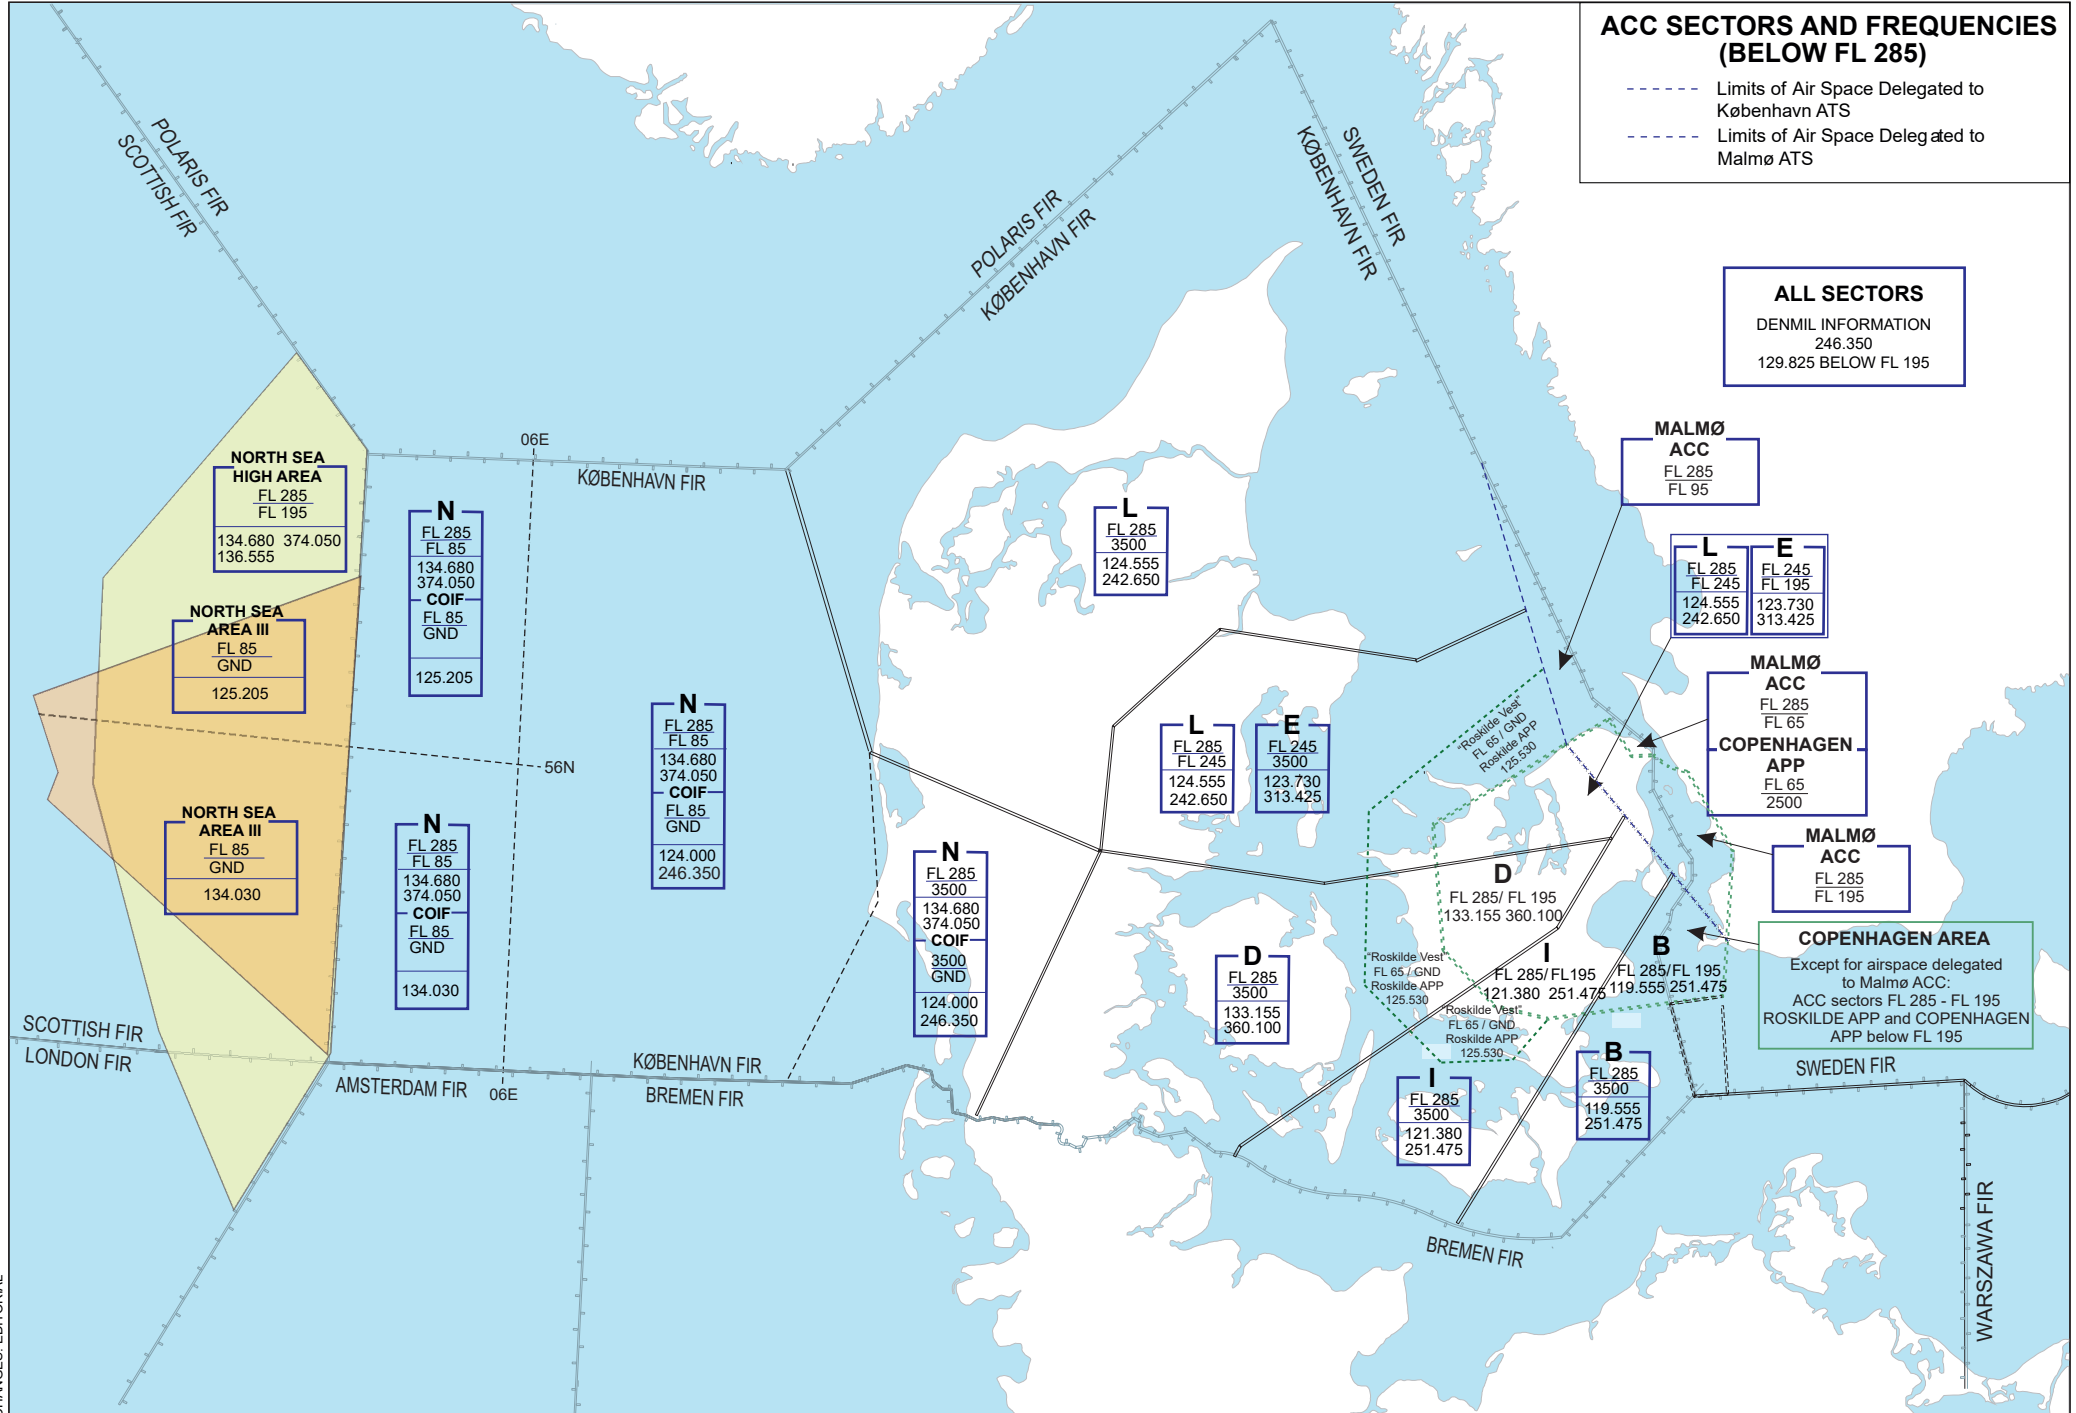 ACC SECTORS AND FREQUENCIES
(BELOW FL 285)
Limits of Air Space Delegated to
København ATS
Limits of Air Space Delegated to
Malmø ATS
ALL SECTORS
DENMIL INFORMATION
246.350
129.825 BELOW FL 195
POLARIS FIR
SCOTTISH FIR
POLARIS FIR
KØBENHAVN FIR
SWEDEN FIR
KØBENHAVN FIR
06E
KØBENHAVN FIR
NORTH SEA
HIGH AREA
FL 285
FL 195
134.680 374.050
136.555
N
FL 285
FL 85
134.680
374.050
COIF
FL 85
GND
125.205
L
FL 285
3500
124.555
242.650
MALMØ
ACC
FL 285
FL 95
L
FL 285
FL 245
124.555
242.650
E
FL 245
FL 195
123.730
313.425
NORTH SEA
AREA III
FL 85
GND
125.205
MALMØ
ACC
FL 285
FL 65
COPENHAGEN
APP
FL 65
2500
N
FL 285
FL 85
134.680
374.050
COIF
FL 85
GND
124.000
246.350
L
FL 285
FL 245
124.555
242.650
E
FL 245
3500
123.730
313.425
"Roskilde Vest"
FL 65 / GND
Roskilde APP
125.530
56N
NORTH SEA
AREA III
FL 85
GND
134.030
N
FL 285
FL 85
134.680
374.050
COIF
FL 85
GND
134.030
N
FL 285
3500
134.680
374.050
COIF
3500
GND
124.000
246.350
MALMØ
ACC
FL 285
FL 195
D
FL 285/ FL 195
133.155 360.100
D
FL 285
3500
133.155
360.100
"Roskilde Vest"
FL 65 / GND
Roskilde APP
125.530
I
FL 285/ FL195
121.380 251.475
B
FL 285/FL 195
119.555 251.475
COPENHAGEN AREA
Except for airspace delegated
to Malmø ACC:
ACC sectors FL 285 - FL 195
ROSKILDE APP and COPENHAGEN
APP below FL 195
Roskilde Vest"
FL 65 / GND
Roskilde APP
125.530
I
FL 285
3500
121.380
251.475
B
FL 285
3500
119.555
251.475
SCOTTISH FIR
LONDON FIR
AMSTERDAM FIR
06E
KØBENHAVN FIR
BREMEN FIR
SWEDEN FIR
BREMEN FIR
WARSZAWA FIR